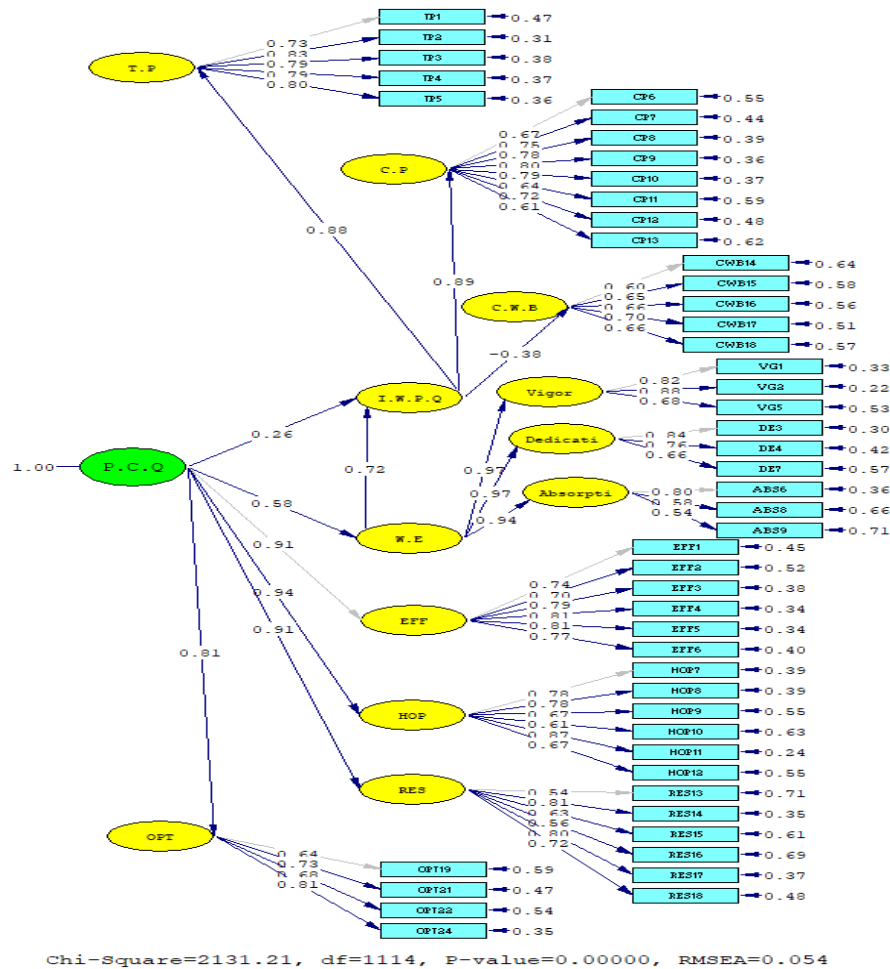 TP1 0.47
0.73
TP2 0.31
0.83
T.P
0.79
TP3 0.38
0.79
TP4 0.37
0.80
TP5 0.36
CP6 0.55
CP7 0.44
0.67
CP8 0.39
0.75
0.78
CP9 0.36
C.P
0.80
0.79
CP10 0.37
0.64
CP11 0.59
0.72
0.61
CP12 0.48
0.88
CP13 0.62
CWB14 0.64
0.89
0.60
CWB15 0.58
0.65
C.W.B
0.66
CWB16 0.56
0.70
CWB17 0.51
0.66
CWB18 0.57
-0.38
VG1 0.33
0.82
I.W.P.Q
Vigor
0.88
VG2 0.22
0.68
VG5 0.53
0.26
DE3 0.30
0.84
Dedicati
0.76
DE4 0.42
0.66
1.00
P.C.Q
0.72
0.97
DE7 0.57
0.97
Absorpti
0.80
ABS6 0.36
0.94
0.58
0.58
0.54
ABS8 0.66
W.E
ABS9 0.71
0.91
EFF1 0.45
EFF2 0.52
0.74
EFF3 0.38
0.94
0.70
0.79
EFF
0.81
EFF4 0.34
0.91
0.81
EFF5 0.34
0.77
0.81
EFF6 0.40
HOP7 0.39
HOP8 0.39
0.78
0.78
HOP9 0.55
HOP
0.67
0.61
HOP10 0.63
0.87
0.67
HOP11 0.24
HOP12 0.55
RES
0.54
RES13 0.71
0.81
RES14 0.35
0.63
0.56
RES15 0.61
OPT
0.80
0.72
RES16 0.69
0.64
0.73
OPT19 0.59
RES17 0.37
0.68
0.81
OPT21 0.47
RES18 0.48
OPT22 0.54
OPT24 0.35
Chi-Square=2131.21, df=1114, P-value=0.00000, RMSEA=0.054